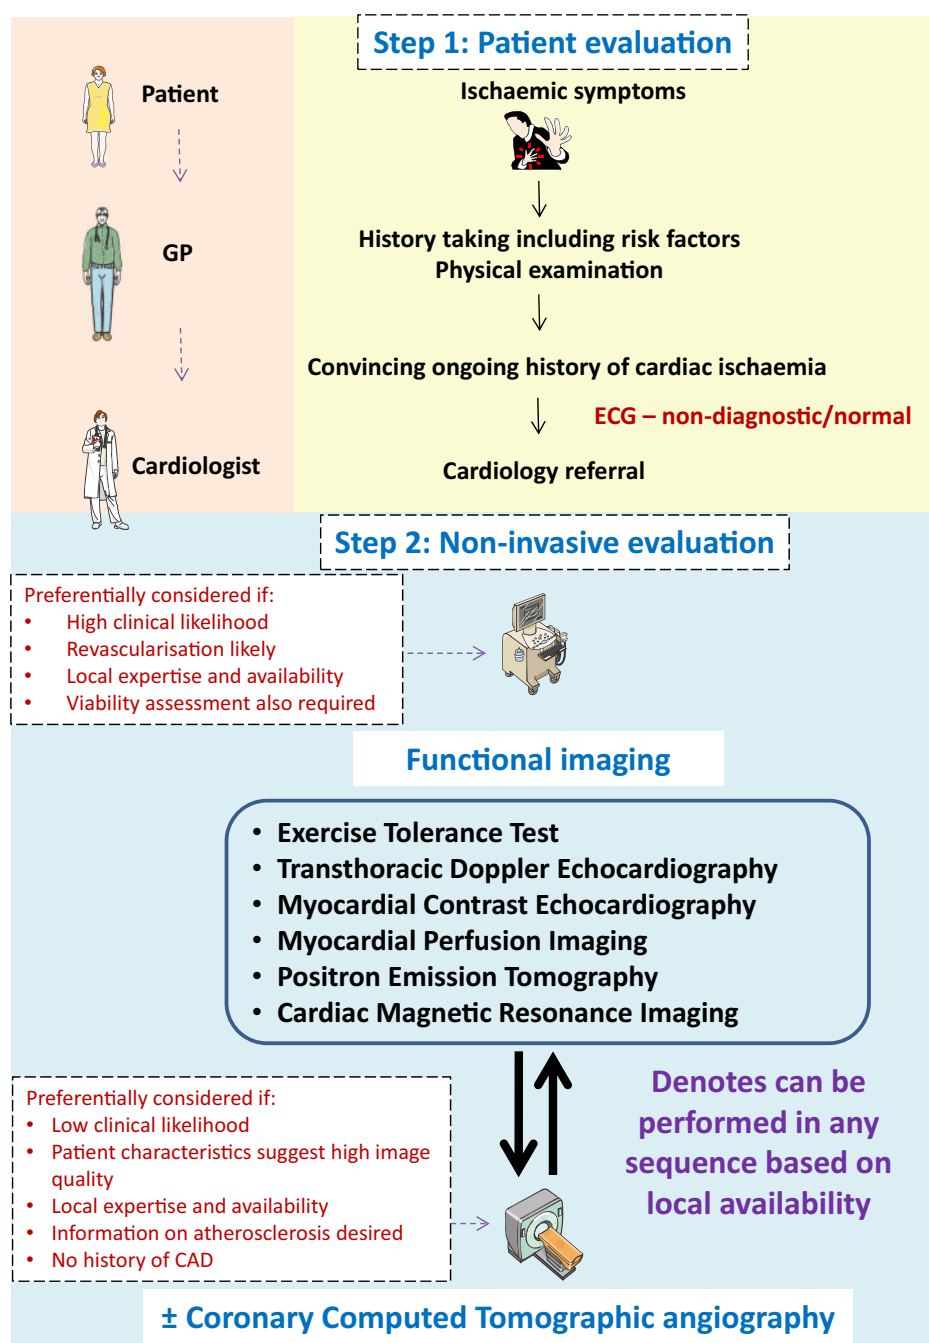 Step 1: Patient evaluation
Patient
GP
Cardiologist
Ischaemic symptoms
History taking including risk factors
Physical examination
Convincing ongoing history of cardiac ischaemia
ECG – non-diagnostic/normal
Cardiology referral
Step 2: Non-invasive evaluation
Preferentially considered if:
• High clinical likelihood
• Revascularisation likely
• Local expertise and availability
• Viability assessment also required
Functional imaging
• Exercise Tolerance Test
• Transthoracic Doppler Echocardiography
• Myocardial Contrast Echocardiography
• Myocardial Perfusion Imaging
• Positron Emission Tomography
• Cardiac Magnetic Resonance Imaging
Denotes can be
performed in any
sequence based on
local availability
Preferentially considered if:
• Low clinical likelihood
• Patient characteristics suggest high image
quality
• Local expertise and availability
• Information on atherosclerosis desired
• No history of CAD
± Coronary Computed Tomographic angiography